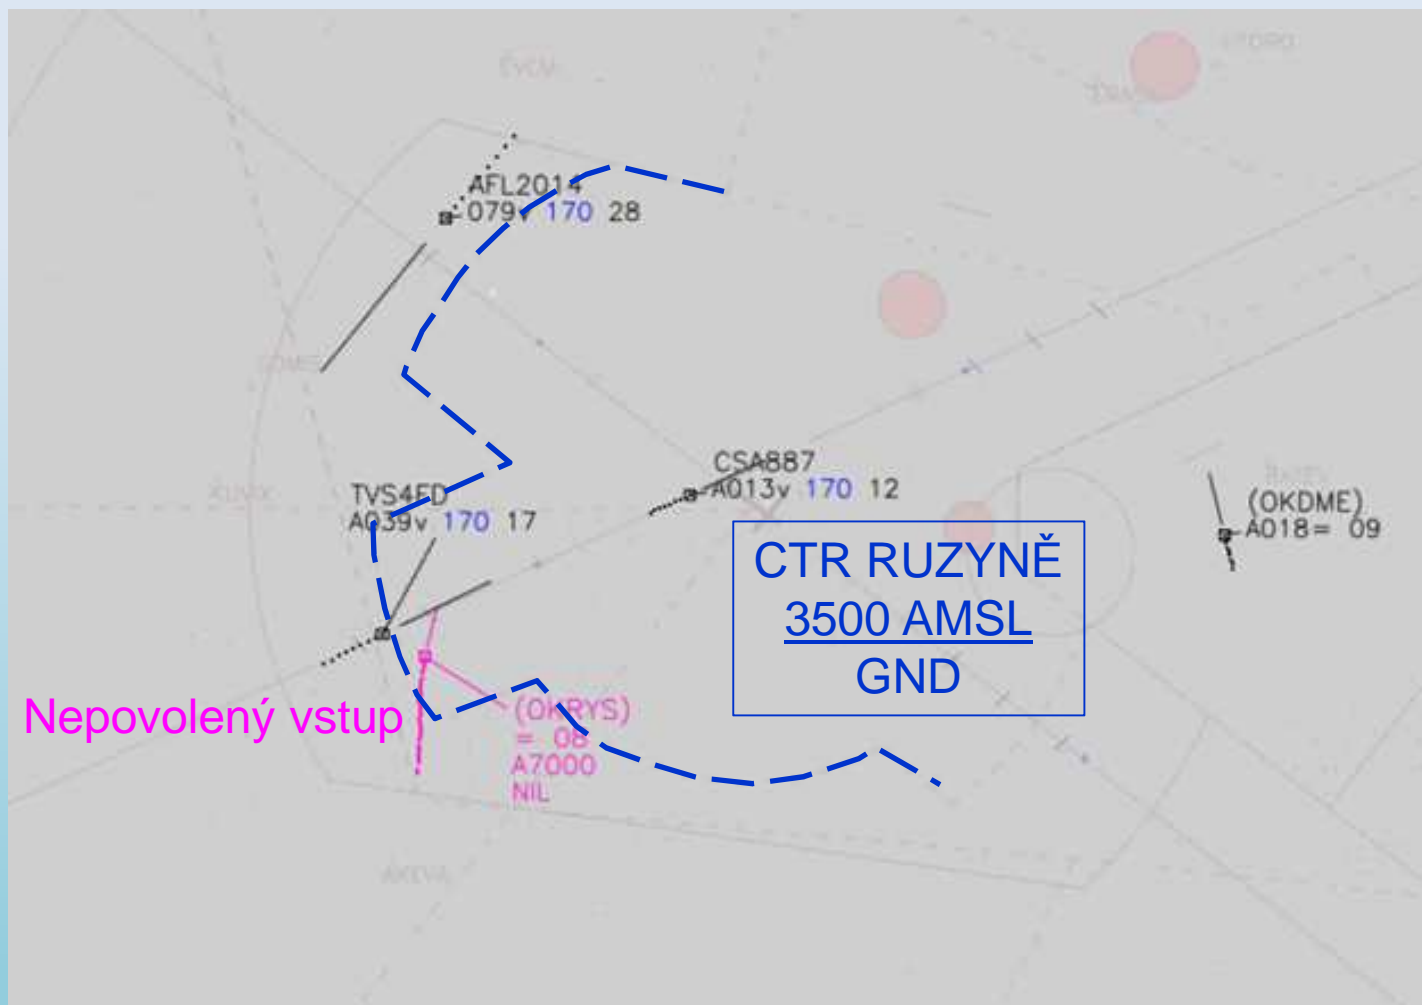 AFL2014
079v 170 28
TVS4FD
A039v 170 17
CSA887
A013v 170 12
(OKDME)
A018= 09
CTR RUZYNĚ
3500 AMSL
GND
Nepovolený vstup
(OKRYS)
= 08
A7000
NIL
AKEVA